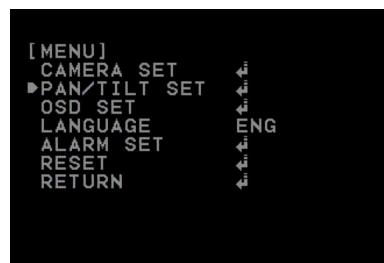 [MENU]
CAMERA SET ↵
▶PAN/TILT SET ↵
OSD SET ↵
LANGUAGE ENG
ALARM SET ↵
RESET ↵
RETURN ↵